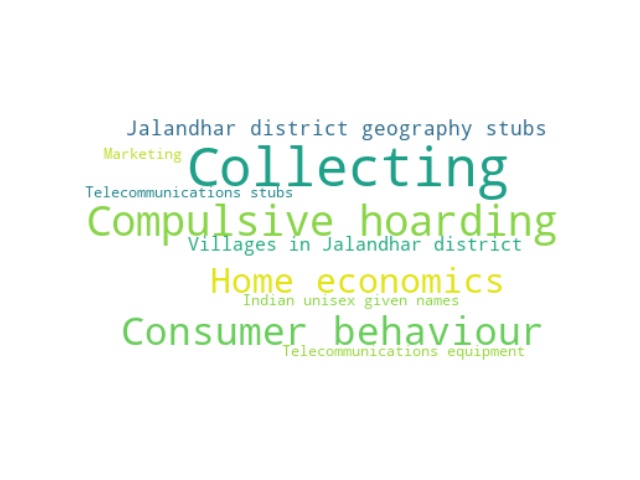 Jalandhar district geography stubs
Marketing
Collecting
Telecommunications stubs
Compulsive hoarding
Villages in Jalandhar district
Home economics
Indian unisex given names
Consumer behaviour
Telecommunications equipment